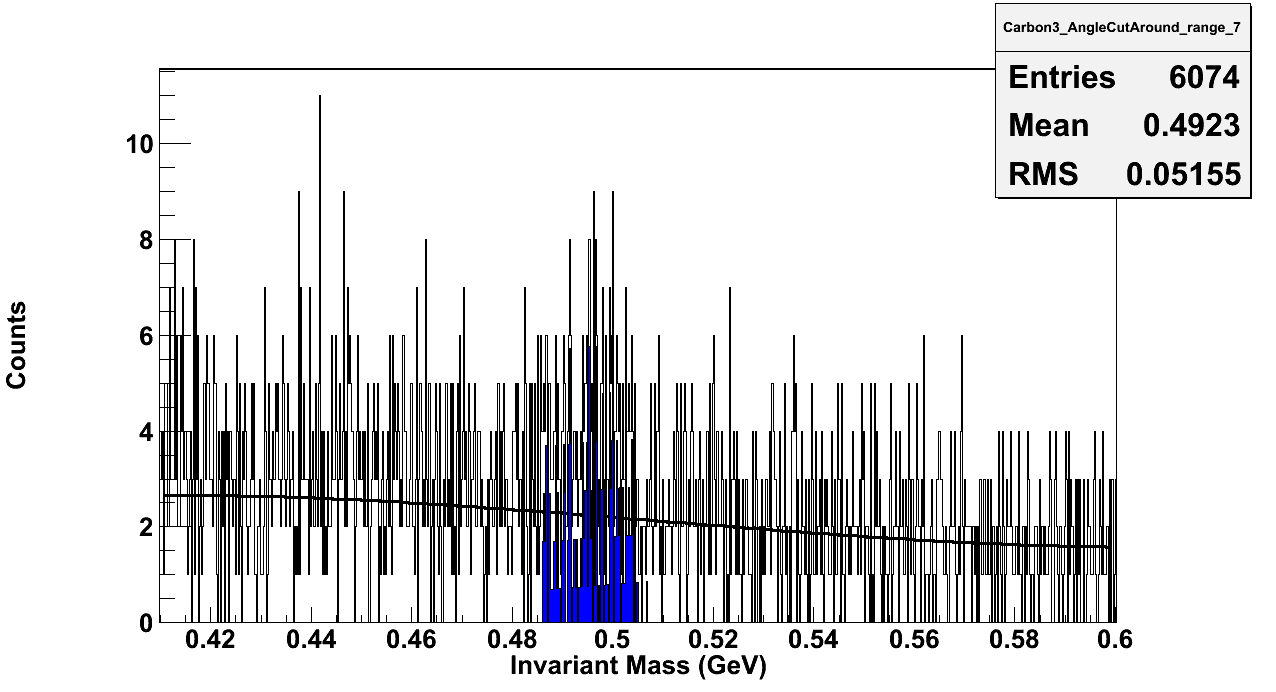 Carbon3_AngleCutAround_range_7
Entries 6074
Mean 0.4923
RMS 0.05155
Counts
10
8
6
4
2
0
0.42 0.44 0.46 0.48 0.5 0.52 0.54 0.56 0.58 0.6
Invariant Mass (GeV)